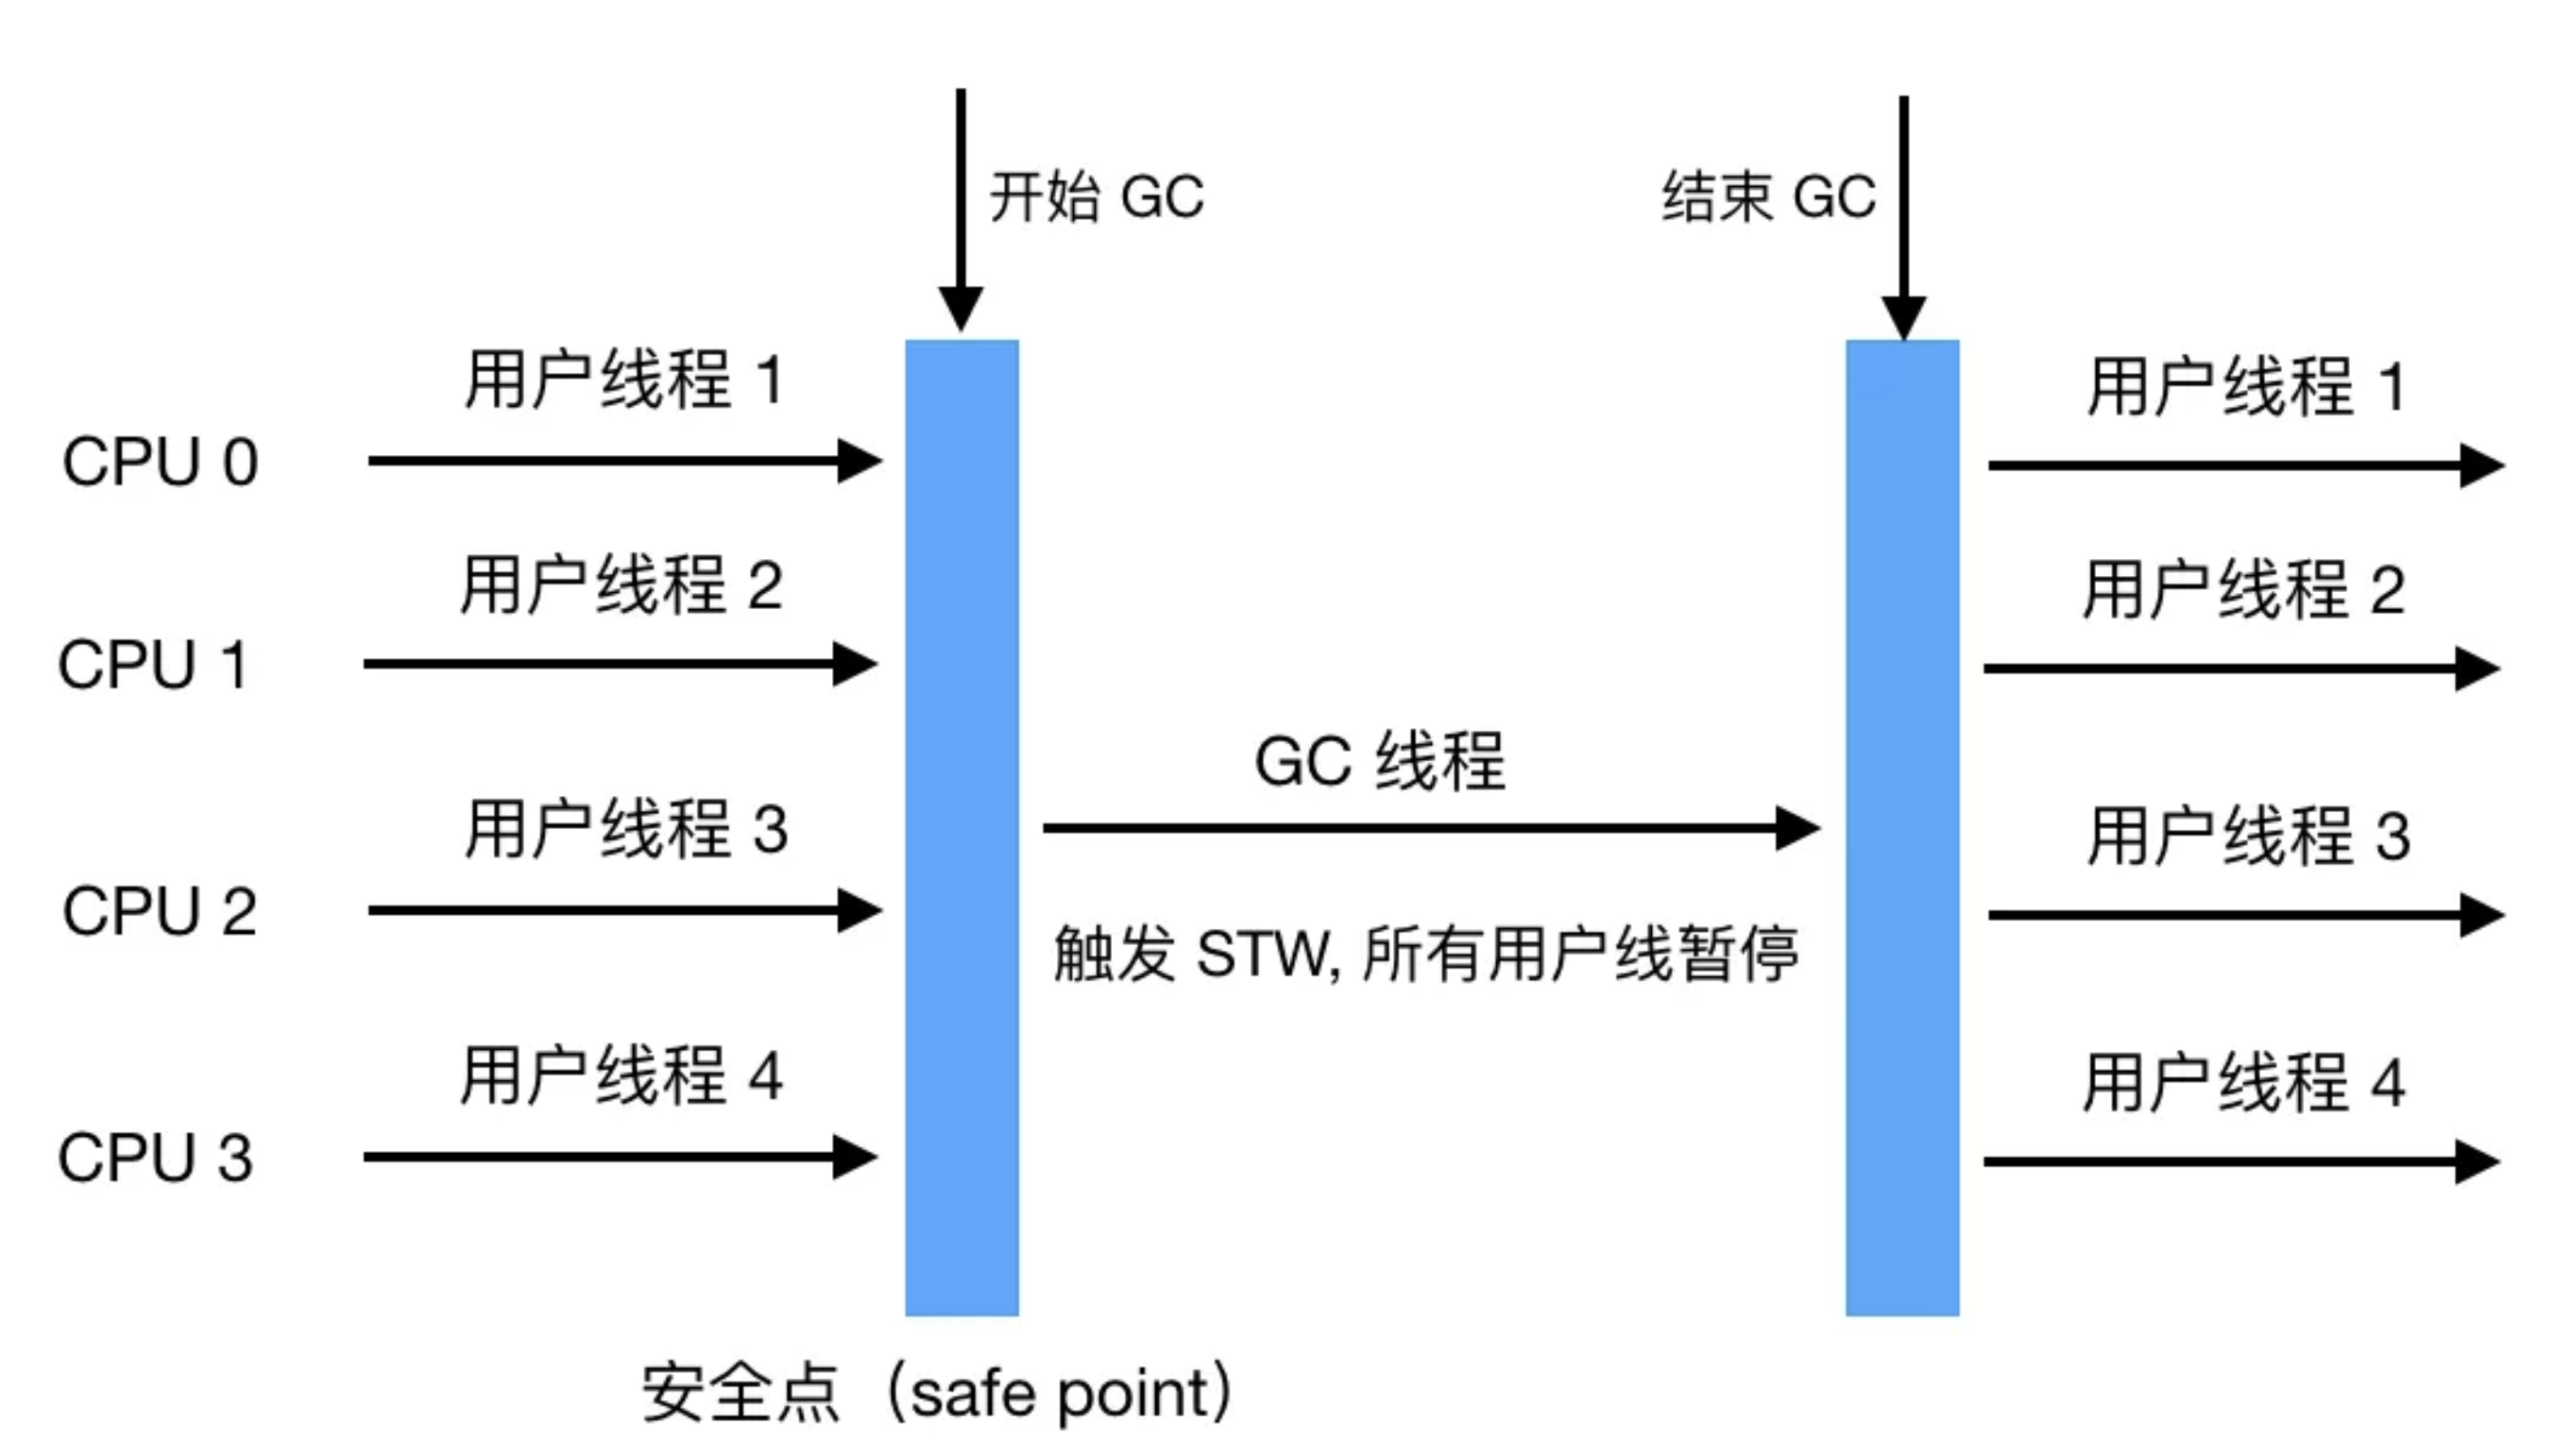 开始 GC
结束 GC
用户线程 1
用户线程 1
CPU 0
用户线程 2
用户线程 2
CPU 1
GC 线程
用户线程 3
用户线程 3
CPU 2
触发 STW, 所有用户线暂停
用户线程 4
用户线程 4
CPU 3
安全点（safe point）